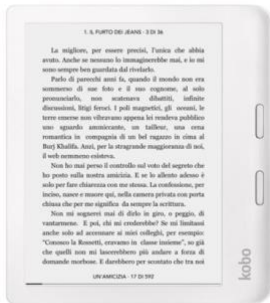 1. IL FURTO DEI JEANS · 3 DI 36
La migliore, per essere precisi, l'unica che abbia
avuto. Anche se nessuno lo immaginerebbe mai, e io mi
sono sempre ben guardata dal rivelarlo.
Parlo di parecchi anni fa, quando il mondo non era
sommerso di sue foto e il suo cognome, al solo
pronunciarlo, non scatenava dibattiti, infinite
discussioni, litigi feroci. I poli magnetici, gli oceani, le
terre emerse non vibravano appena lei rendeva pubblico
uno sguardo ammiccante, un tailleur, una cena
romantica in compagnia di un bel ragazzo in cima al
Burj Khalifa. Anzi, per la stragrande maggioranza di noi,
il web nemmeno esisteva.
Non ho mai perso il controllo sul voto del segreto che
ho posto sulla nostra amicizia. E se lo allento adesso è
solo per fare chiarezza con me stessa. La confessione, per
inciso, nasce e muore qui, nella camera privata con porta
chiusa che per me significa da sempre la scrittura.
Non mi sognerei mai di dirlo in giro, o peggio, di
vantarmene. E poi, chi mi crederebbe? Se mi limitassi
anche solo ad accennare ai miei colleghi, per esempio:
"Conosco la Rossetti, eravamo in classe insieme", so già
che quelli non mi lascerebbero più andare a forza di
domande morbose. E darebbero per scontato che tra noi
UN'AMICIZIA · 17 DI 592
kobo